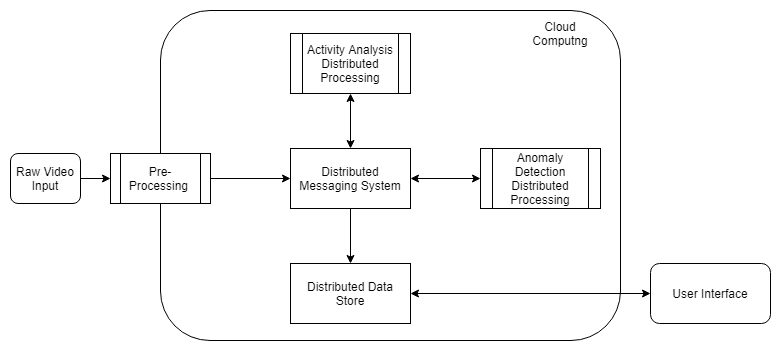 Cloud
Computng
Activity Analysis
Distributed
Processing
Raw Video
Input
Pre-
Processing
Distributed
Messaging System
Anomaly
Detection
Distributed
Processing
Distributed Data
Store
User Interface